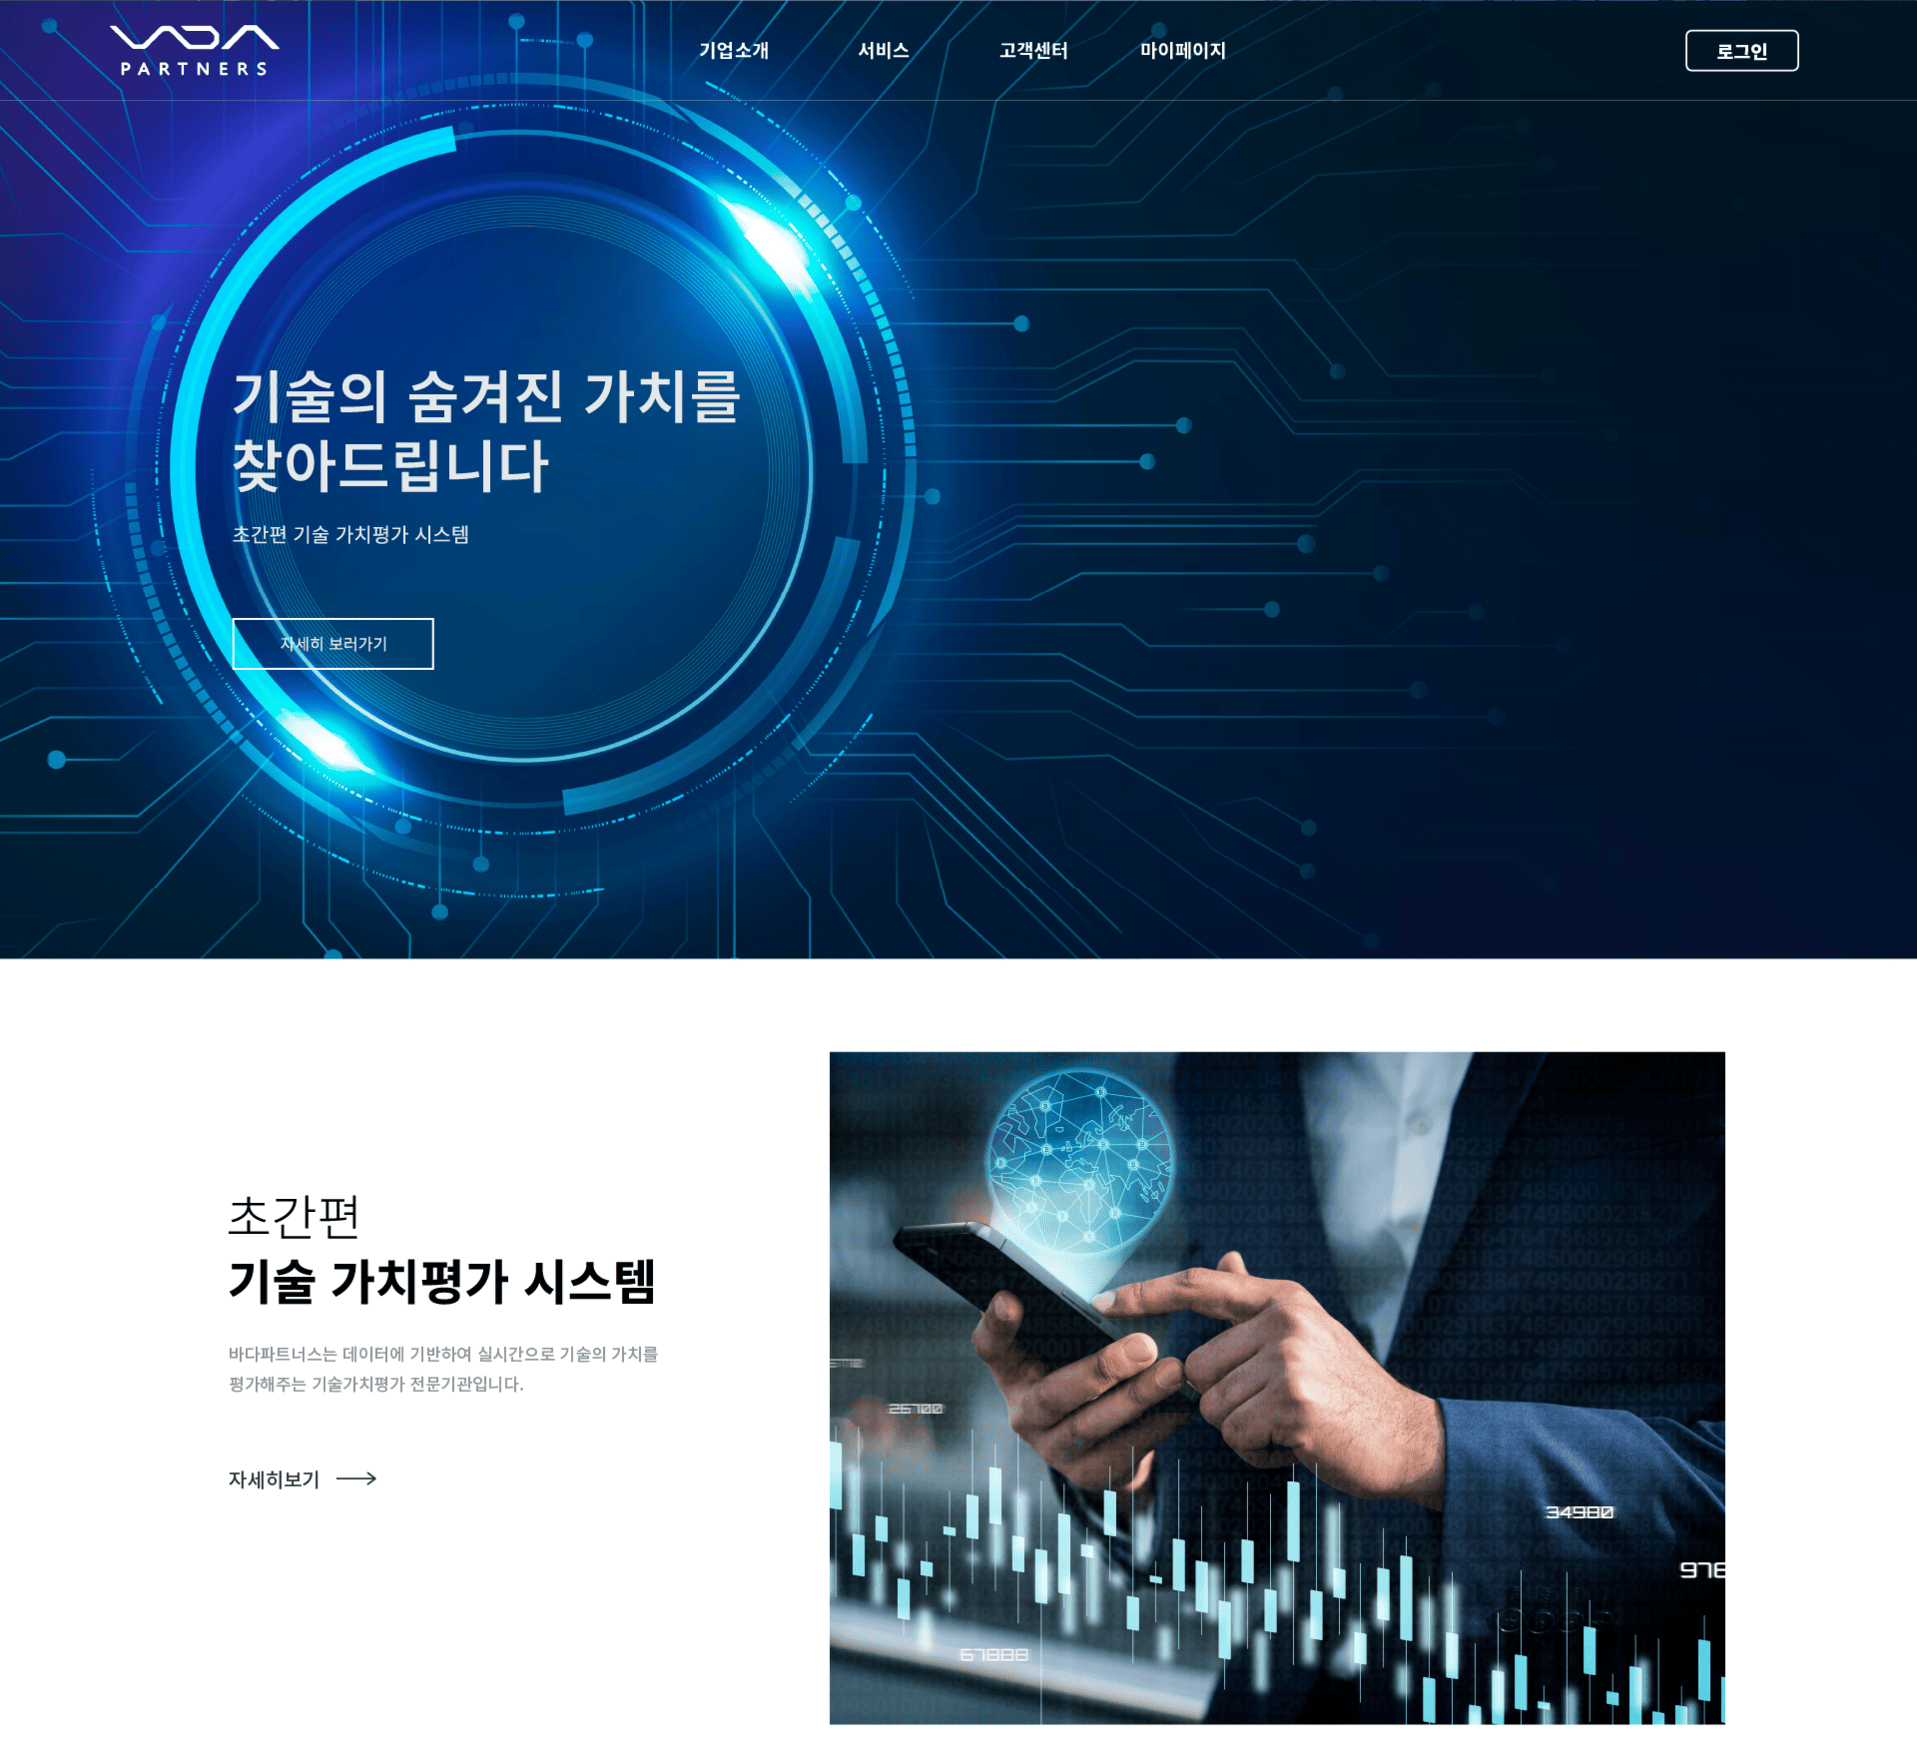 VADA
PARTNERS
기업소개
서비스
고객센터
마이페이지
로그인
기술의 숨겨진 가치를
찾아드립니다
초간편 기술 가치평가 시스템
자세히 보러가기
초간편
기술 가치평가 시스템
바다파트너스는 데이터에 기반하여 실시간으로 기술의 가치를
평가해주는 기술가치평가 전문기관입니다.
자세히보기
26700
34980
978
67888